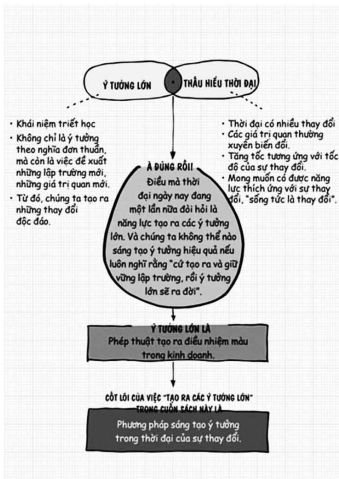 Ý TƯỞNG LỚN
THẤU HIỂU THỜI ĐẠI
• Khái niệm triết học
• Không chỉ là ý tưởng
theo nghĩa đơn thuần,
mà còn là việc đề xuất
những lập trường mới,
những giá trị quan mới.
• Từ đó, chúng ta tạo ra
những thay đổi
độc đáo.
• Thời đại có nhiều thay đổi
• Các giá trị quan thường
xuyên biến đổi.
• Tăng tốc tương ứng với tốc
độ của sự thay đổi.
• Mong muốn có được năng
lực thích ứng với sự thay
đổi, “sống tức là thay đổi”.
À ĐÚNG RỒI!
Điều mà thời
đại ngày nay đang
một lần nữa đòi hỏi là
năng lực tạo ra các ý tưởng
lớn. Và chúng ta không thể nào
sáng tạo ý tưởng hiệu quả nếu
luôn nghĩ rằng “cứ tạo ra và giữ
vững lập trường, rồi ý tưởng
lớn sẽ ra đời”.
Ý TƯỞNG LỚN LÀ
Phép thuật tạo ra điều nhiệm màu
trong kinh doanh.
CỐT LÕI CỦA VIỆC “TẠO RA CÁC Ý TƯỞNG LỚN”
TRONG CUỐN SÁCH NÀY LÀ
Phương pháp sáng tạo ý tưởng
trong thời đại của sự thay đổi.